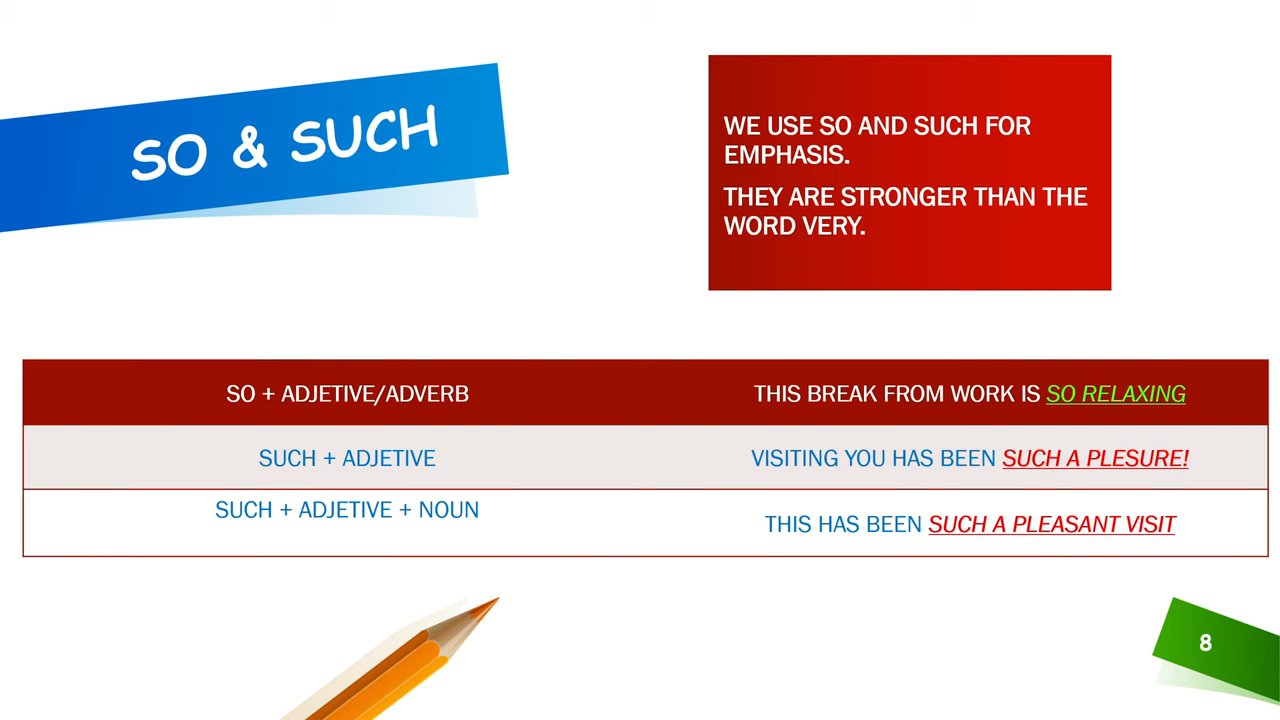 SO & SUCH
WE USE SO AND SUCH FOR
EMPHASIS.
THEY ARE STRONGER THAN THE
WORD VERY.
SO + ADJETIVE/ADVERB
THIS BREAK FROM WORK IS SO RELAXING
SUCH + ADJETIVE
VISITING YOU HAS BEEN SUCH A PLESURE!
SUCH + ADJETIVE + NOUN
THIS HAS BEEN SUCH A PLEASANT VISIT
8